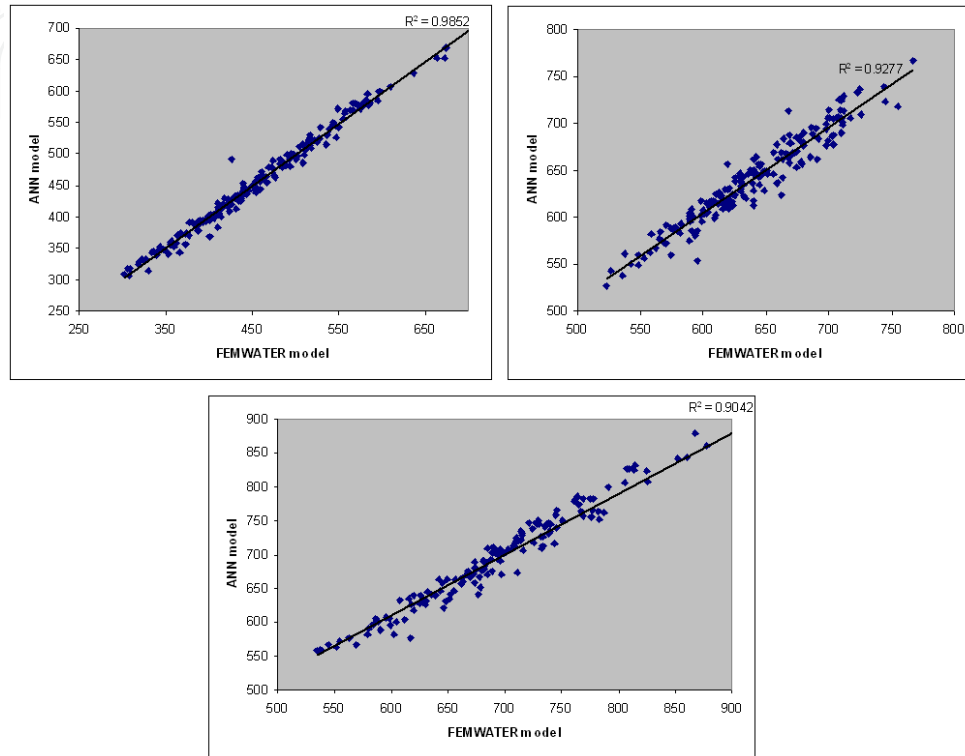 R² = 0.9852
700
650
600
550
500
450
400
350
300
250
250 350 450 550 650
ANN model
FEMWATER model
R² = 0.9277
800
750
700
650
600
550
500
500 550 600 650 700 750 800
ANN model
FEMWATER model
R² = 0.9042
900
850
800
750
700
650
600
550
500
500 550 600 650 700 750 800 850 900
ANN model
FEMWATER model